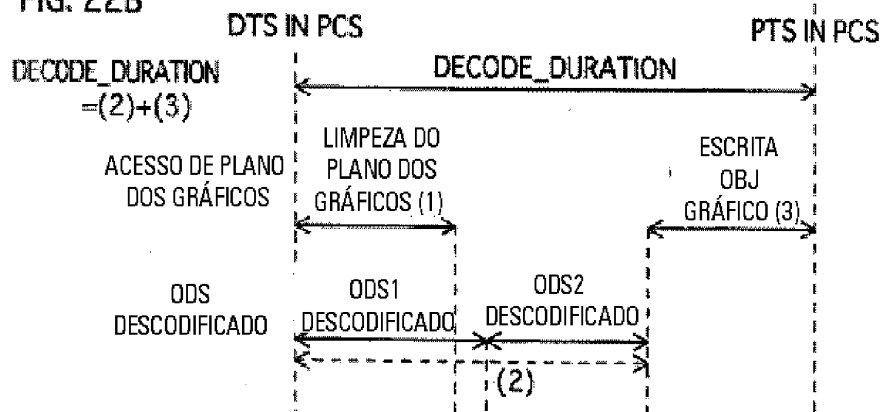 FIG. 22B
DTS IN PCS
PTS IN PCS
DECODE_DURATION
=(2)+(3)
DECODE_DURATION
ACESSO DE PLANO
DOS GRÁFICOS
LIMPEZA DO
PLANO DOS
GRÁFICOS (1)
ESCRITA
OBJ
GRÁFICO (3)
ODS
DESCODIFICADO
ODS1
DESCODIFICADO
ODS2
DESCODIFICADO
(2)